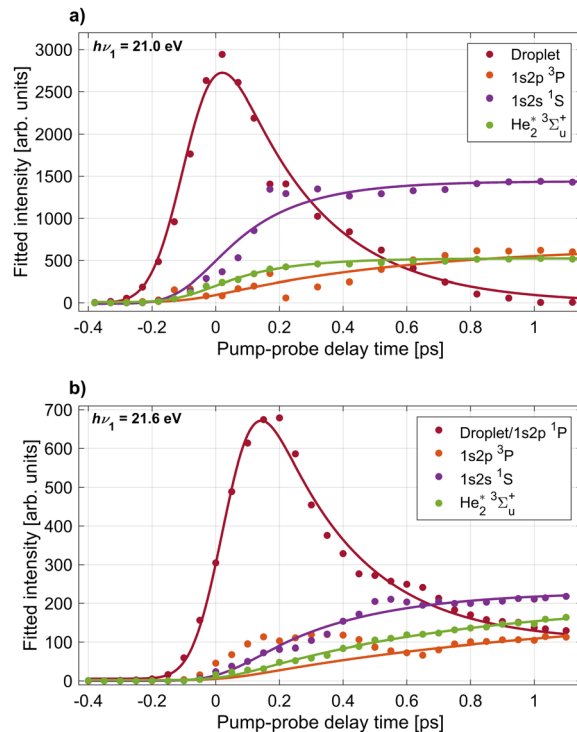 a)
hν₁ = 21.0 eV
Droplet
1s2p ³P
1s2s ¹S
He₂* ³Σᵤ⁺
Fitted intensity [arb. units]
3000
2500
2000
1500
1000
500
0
-0.4 -0.2 0 0.2 0.4 0.6 0.8 1
Pump-probe delay time [ps]
b)
hν₁ = 21.6 eV
Droplet/1s2p ¹P
1s2p ³P
1s2s ¹S
He₂* ³Σᵤ⁺
Fitted intensity [arb. units]
700
600
500
400
300
200
100
0
-0.4 -0.2 0 0.2 0.4 0.6 0.8 1
Pump-probe delay time [ps]